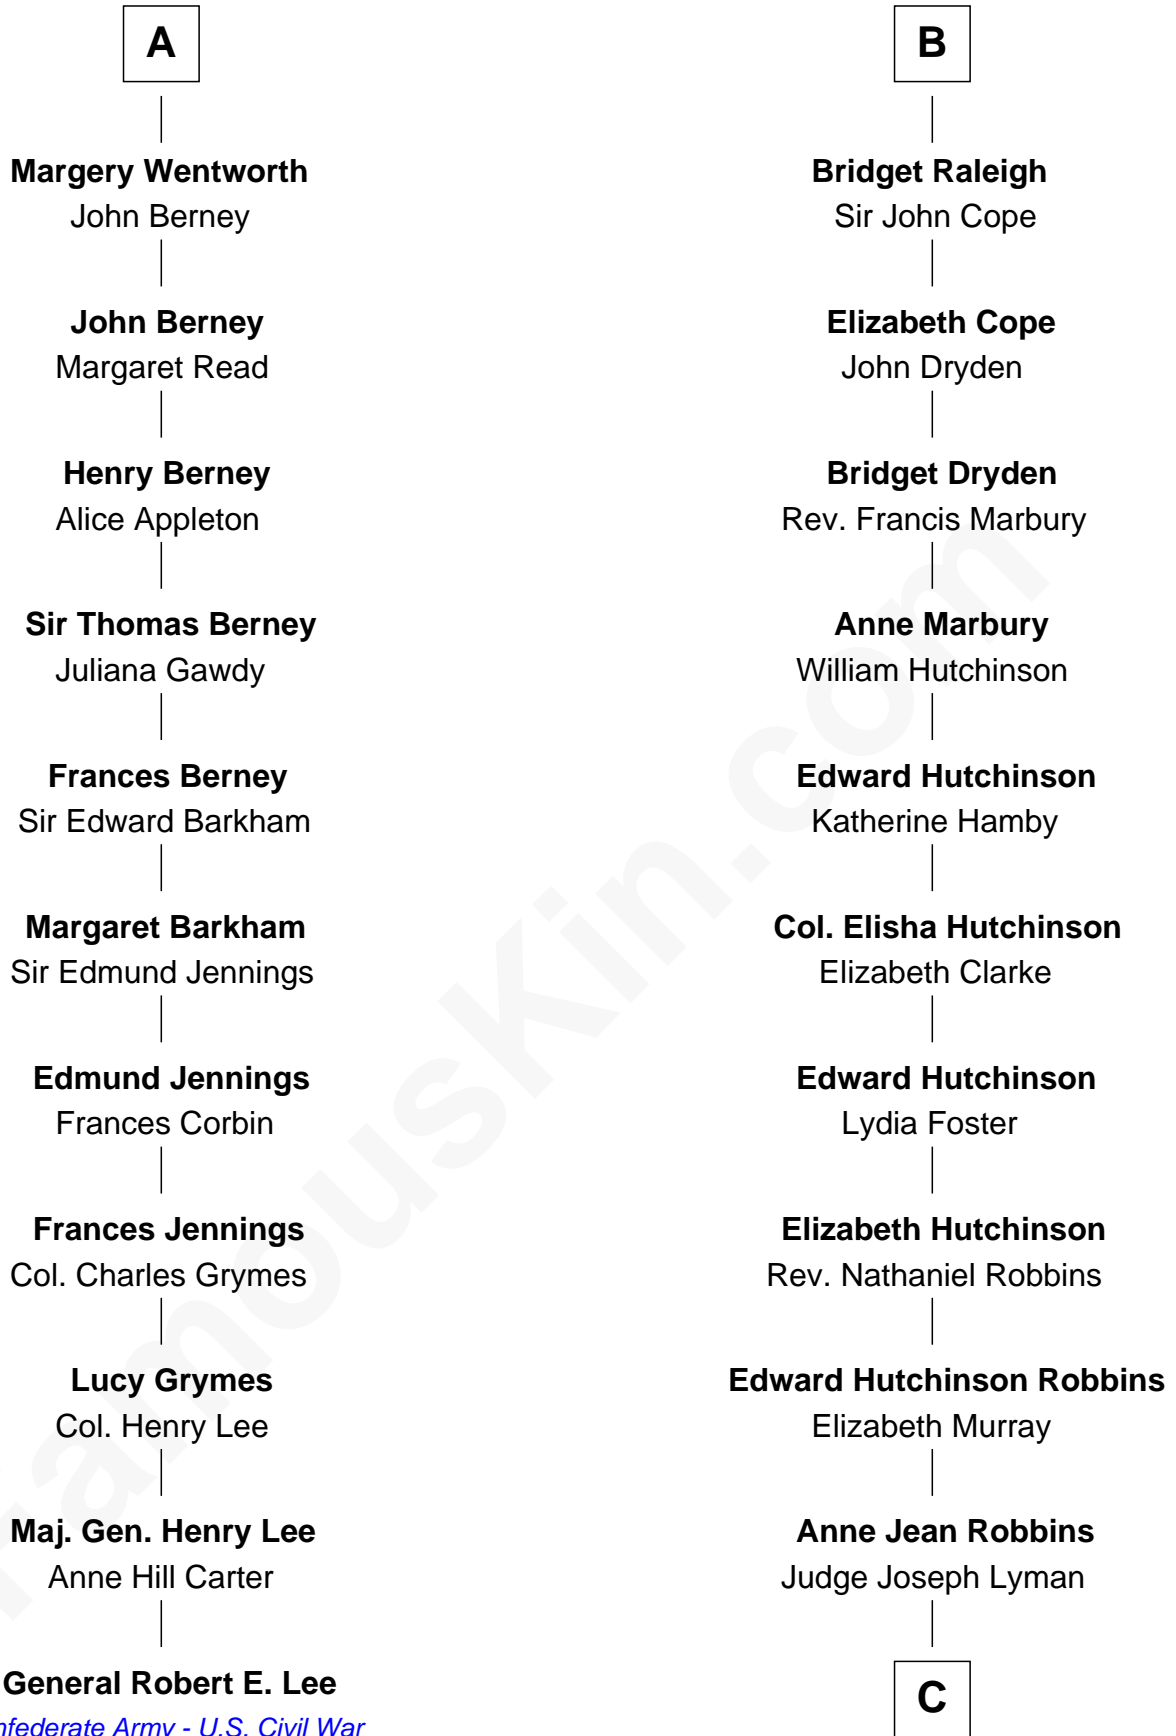 A
Margery Wentworth
John Berney
John Berney
Margaret Read
Henry Berney
Alice Appleton
Sir Thomas Berney
Juliana Gawdy
Frances Berney
Sir Edward Barkham
Margaret Barkham
Sir Edmund Jennings
Edmund Jennings
Frances Corbin
Frances Jennings
Col. Charles Grymes
Lucy Grymes
Col. Henry Lee
Maj. Gen. Henry Lee
Anne Hill Carter
General Robert E. Lee
nfederate Army - U.S. Civil War
B
Bridget Raleigh
Sir John Cope
Elizabeth Cope
John Dryden
Bridget Dryden
Rev. Francis Marbury
Anne Marbury
William Hutchinson
Edward Hutchinson
Katherine Hamby
Col. Elisha Hutchinson
Elizabeth Clarke
Edward Hutchinson
Lydia Foster
Elizabeth Hutchinson
Rev. Nathaniel Robbins
Edward Hutchinson Robbins
Elizabeth Murray
Anne Jean Robbins
Judge Joseph Lyman
C
FamousKin.com